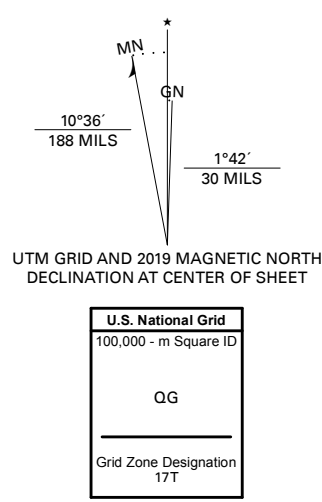 ★
MN
GN
10°36´
188 MILS
1°42´
30 MILS
UTM GRID AND 2019 MAGNETIC NORTH
DECLINATION AT CENTER OF SHEET
U.S. National Grid
100,000 - m Square ID
QG
Grid Zone Designation
17T